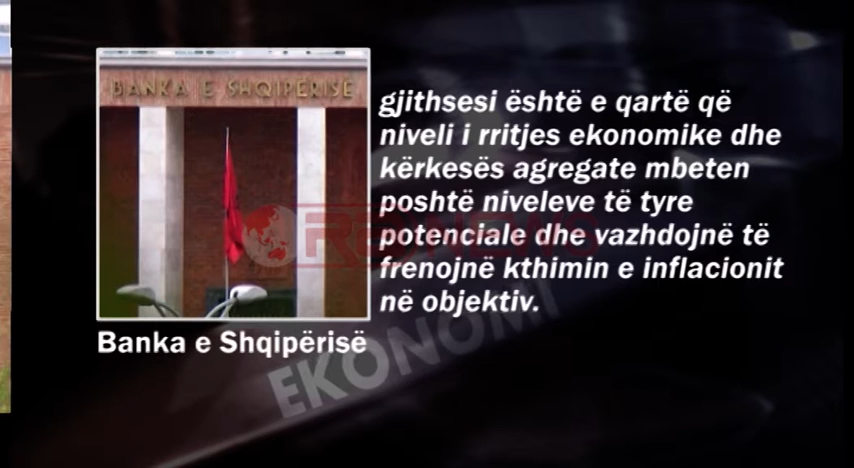 BANKA E SHQIPËRISË
gjithsesi është e qartë që
niveli i rritjes ekonomike dhe
kërkesës agregate mbeten
poshtë niveleve të tyre
potenciale dhe vazhdojnë të
frenojnë kthimin e inflacionit
në objektiv.
Banka e Shqipërisë
EKONOMI